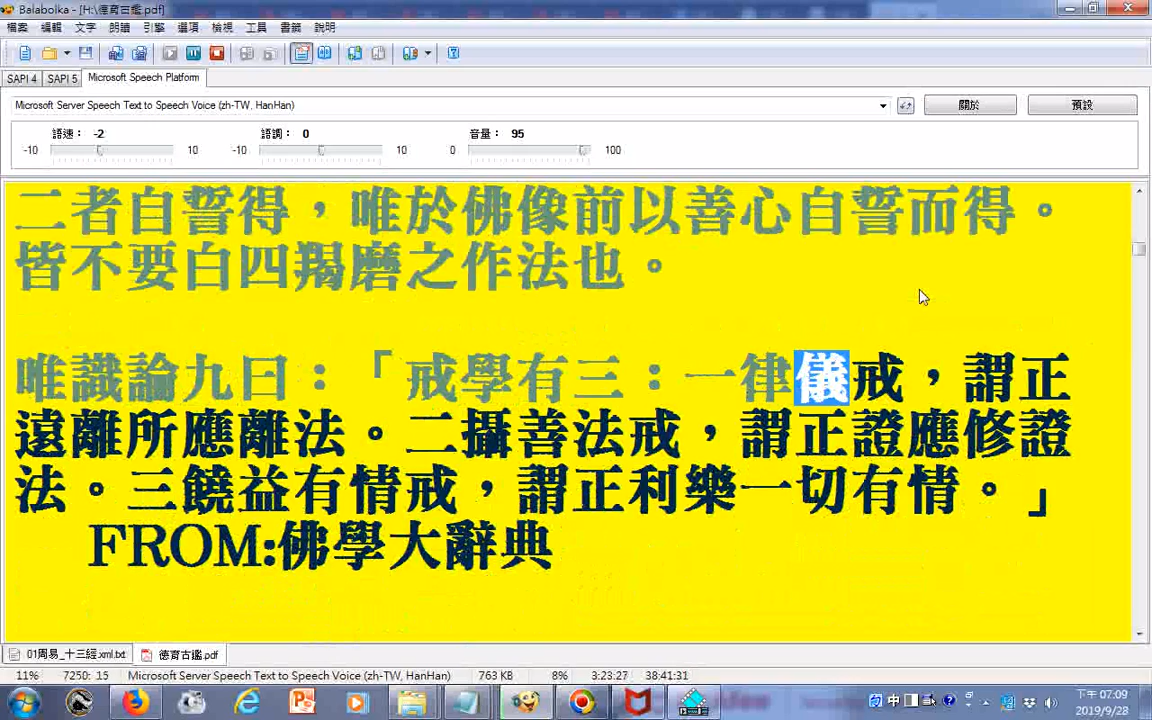 Balabolka - [H:\德育古鑑.pdf]
檔案 編輯 文字 朗讀 引擎 選項 檢視 工具 書籤 說明
SAPI 4 SAPI 5 Microsoft Speech Platform
Microsoft Server Speech Text to Speech Voice (zh-TW, HanHan) 關於 預設
語速： -2 語調： 0 音量： 95
-10 10 -10 10 0 100
二者自誓得，唯於佛像前以善心自誓而得。
皆不要白四羯磨之作法也。
唯識論九曰：「戒學有三：一律儀戒，謂正
遠離所應離法。二攝善法戒，謂正證應修證
法。三饒益有情戒，謂正利樂一切有情。」
FROM:佛學大辭典
01周易_十三經.xml.txt 德育古鑑.pdf
11% 7250: 15 Microsoft Server Speech Text to Speech Voice (zh-TW, HanHan) 763 KB 8% 3:23:27 38:41:31
中 下午 07:09
2019/9/28